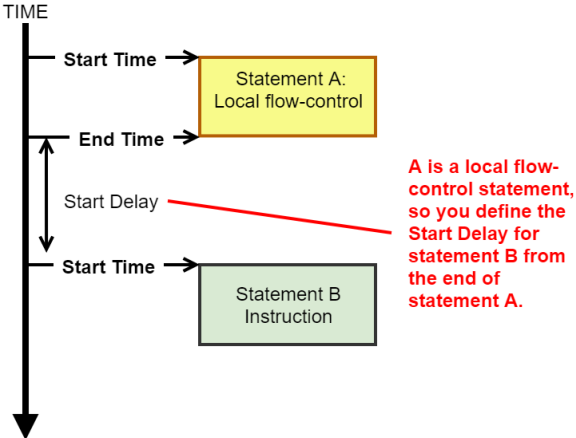 TIME
Start Time
Statement A:
Local flow-control
End Time
Start Delay
A is a local flow-
control statement,
so you define the
Start Delay for
statement B from
the end of
statement A.
Start Time
Statement B
Instruction